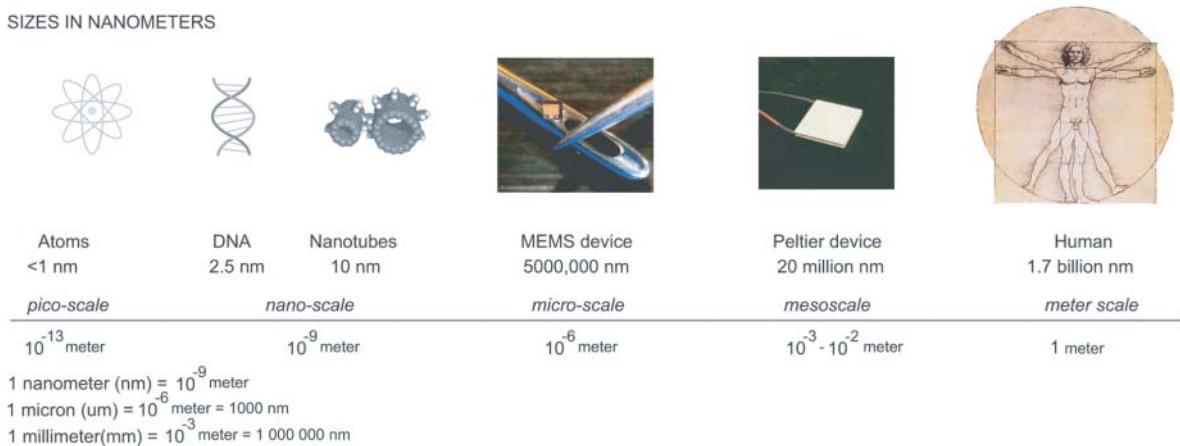 SIZES IN NANOMETERS
Atoms DNA Nanotubes MEMS device Peltier device Human
<1 nm 2.5 nm 10 nm 5000,000 nm 20 million nm 1.7 billion nm
pico-scale nano-scale micro-scale mesoscale meter scale
10⁻¹³ meter 10⁻⁹ meter 10⁻⁶ meter 10⁻³ - 10⁻² meter 1 meter
1 nanometer (nm) = 10⁻⁹ meter
1 micron (um) = 10⁻⁶ meter = 1000 nm
1 millimeter(mm) = 10⁻³ meter = 1 000 000 nm